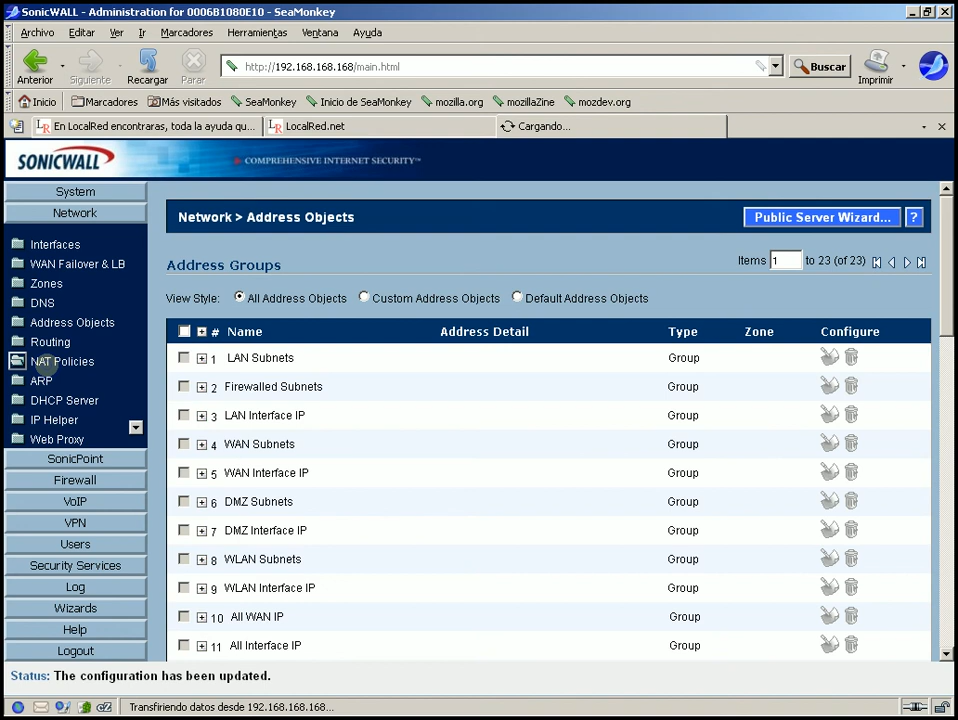 SonicWALL - Administration for 0006B1080E10 - SeaMonkey
Archivo Editar Ver Ir Marcadores Herramientas Ventana Ayuda
Anterior Siguiente Recargar Parar http://192.168.168.168/main.html Buscar Imprimir
Inicio Marcadores Más visitados SeaMonkey Inicio de SeaMonkey mozilla.org mozillaZine mozdev.org
LR En LocalRed encontraras, toda la ayuda qu... LR LocalRed.net Cargando...
SONICWALL COMPREHENSIVE INTERNET SECURITY™
System
Network
Interfaces
WAN Failover & LB
Zones
DNS
Address Objects
Routing
NAT Policies
ARP
DHCP Server
IP Helper
Web Proxy
SonicPoint
Firewall
VoIP
VPN
Users
Security Services
Log
Wizards
Help
Logout
Network > Address Objects Public Server Wizard... ?
Address Groups Items 1 to 23 (of 23)
View Style: All Address Objects Custom Address Objects Default Address Objects
# Name Address Detail Type Zone Configure
1 LAN Subnets Group
2 Firewalled Subnets Group
3 LAN Interface IP Group
4 WAN Subnets Group
5 WAN Interface IP Group
6 DMZ Subnets Group
7 DMZ Interface IP Group
8 WLAN Subnets Group
9 WLAN Interface IP Group
10 All WAN IP Group
11 All Interface IP Group
Status: The configuration has been updated.
Transfiriendo datos desde 192.168.168.168...